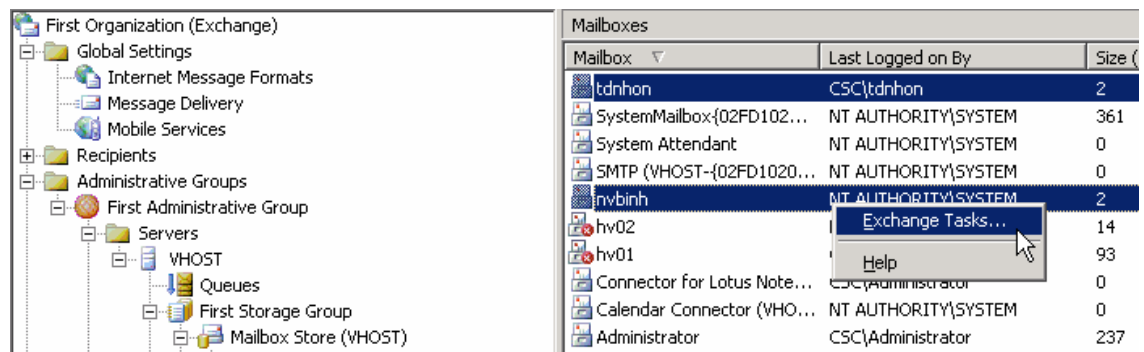 First Organization (Exchange)
Global Settings
Internet Message Formats
Message Delivery
Mobile Services
Recipients
Administrative Groups
First Administrative Group
Servers
VHOST
Queues
First Storage Group
Mailbox Store (VHOST)
Mailboxes
Mailbox Last Logged on By Size (
tdnhon CSC\tdnhon 2
SystemMailbox{02FD102... NT AUTHORITY\SYSTEM 361
System Attendant NT AUTHORITY\SYSTEM 0
SMTP (VHOST-{02FD1020... NT AUTHORITY\SYSTEM 0
nvbinh NT AUTHORITY\SYSTEM 2
hv02 14
hv01 93
Connector for Lotus Note... CSC\Administrator 0
Calendar Connector (VHO... NT AUTHORITY\SYSTEM 0
Administrator CSC\Administrator 237
Exchange Tasks...
Help